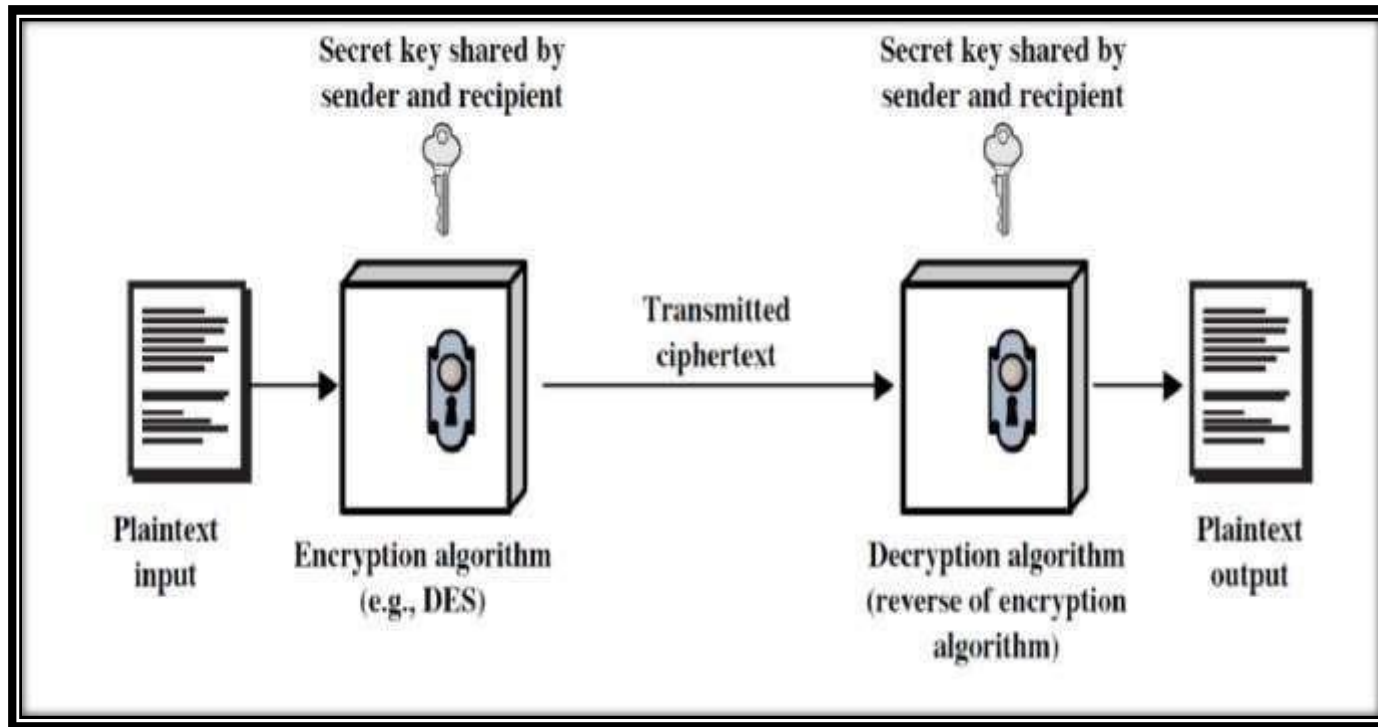 Secret key shared by
sender and recipient
Secret key shared by
sender and recipient
Transmitted
ciphertext
Plaintext
input
Encryption algorithm
(e.g., DES)
Decryption algorithm
(reverse of encryption
algorithm)
Plaintext
output